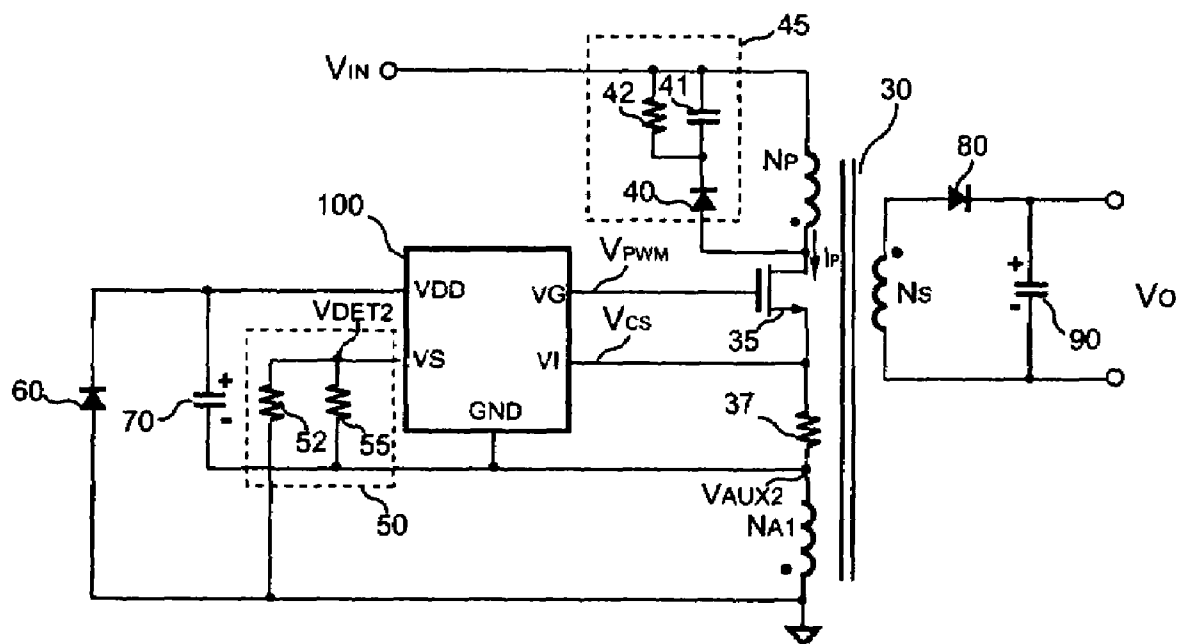 45
VIN
42
41
30
NP
80
40
100
VPWM
IP
VDD
VG
NS
+
-
VO
VDET2
VCS
35
90
60
+
-
70
VS
VI
52
55
GND
37
VAUX2
50
NA1